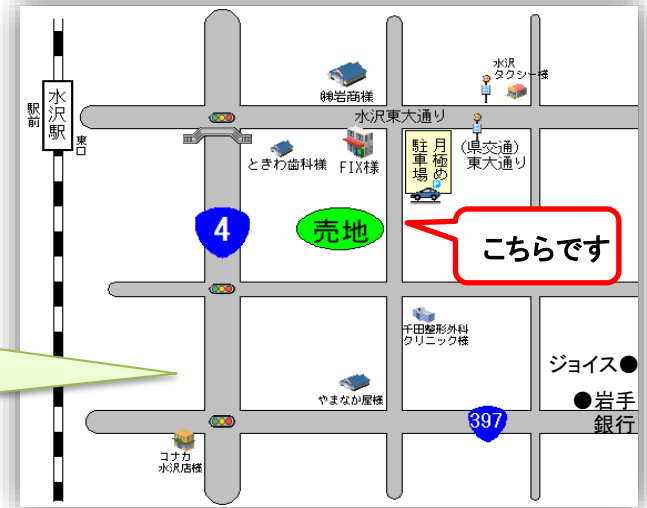 水沢駅
駅前
東口
㈱岩商様
水沢
タクシー様
水沢東大通り
ときわ歯科様
FIX様
月極め
駐車場
P
(県交通)
東大通り
4
売地
こちらです
千田整形外科
クリニック様
やまなか屋様
ジョイス●
●岩手
銀行
397
コナカ
水沢店様